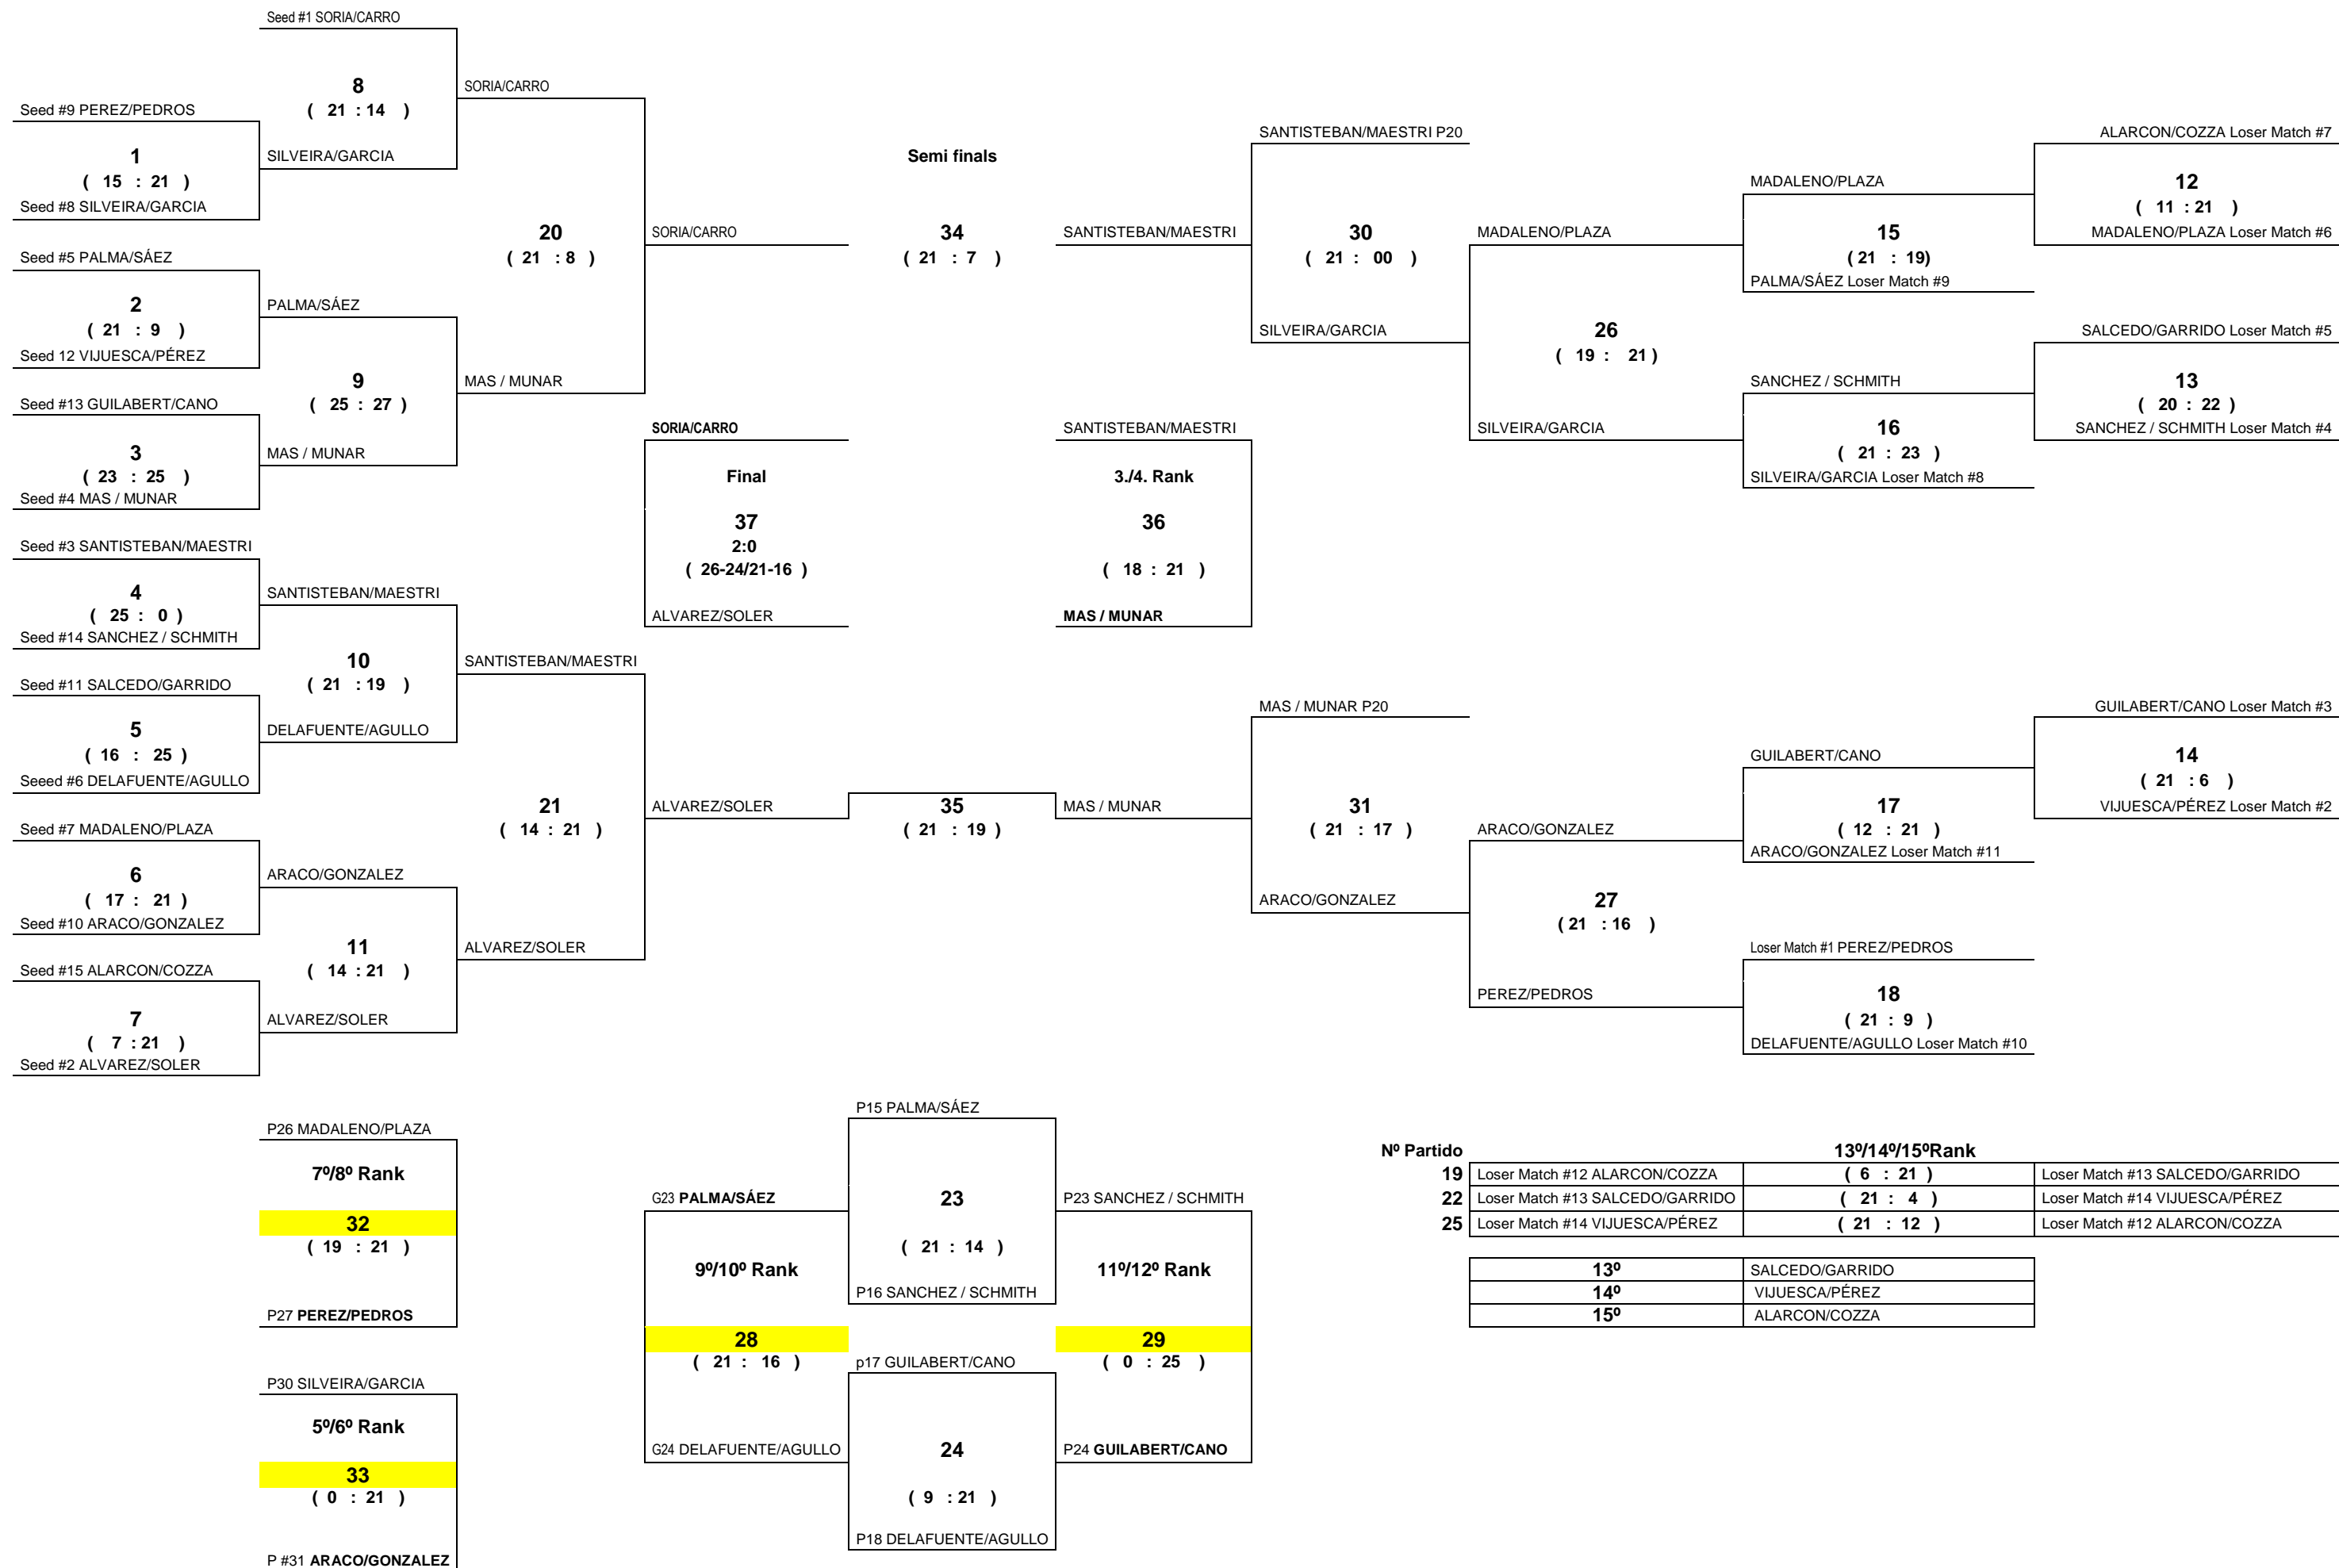 Seed #1 SORIA/CARRO
8
( 21 : 14 )
SORIA/CARRO
Seed #9 PEREZ/PEDROS
1
( 15 : 21 )
SILVEIRA/GARCIA
Seed #8 SILVEIRA/GARCIA
20
( 21 : 8 )
SORIA/CARRO
Seed #5 PALMA/SÁEZ
2
( 21 : 9 )
PALMA/SÁEZ
Seed 12 VIJUESCA/PÉREZ
9
( 25 : 27 )
MAS / MUNAR
Seed #13 GUILABERT/CANO
3
( 23 : 25 )
MAS / MUNAR
Seed #4 MAS / MUNAR
Seed #3 SANTISTEBAN/MAESTRI
4
( 25 : 0 )
SANTISTEBAN/MAESTRI
Seed #14 SANCHEZ / SCHMITH
10
( 21 : 19 )
SANTISTEBAN/MAESTRI
Seed #11 SALCEDO/GARRIDO
5
( 16 : 25 )
DELAFUENTE/AGULLO
Seeed #6 DELAFUENTE/AGULLO
21
( 14 : 21 )
ALVAREZ/SOLER
Seed #7 MADALENO/PLAZA
6
( 17 : 21 )
ARACO/GONZALEZ
Seed #10 ARACO/GONZALEZ
11
( 14 : 21 )
ALVAREZ/SOLER
Seed #15 ALARCON/COZZA
7
( 7 : 21 )
ALVAREZ/SOLER
Seed #2 ALVAREZ/SOLER
Semi finals
34
( 21 : 7 )
SANTISTEBAN/MAESTRI
SORIA/CARRO
Final
37
2:0
( 26-24/21-16 )
ALVAREZ/SOLER
SANTISTEBAN/MAESTRI
3./4. Rank
36
( 18 : 21 )
MAS / MUNAR
35
( 21 : 19 )
MAS / MUNAR
SANTISTEBAN/MAESTRI P20
30
( 21 : 00 )
SILVEIRA/GARCIA
MADALENO/PLAZA
26
( 19 : 21 )
SILVEIRA/GARCIA
MADALENO/PLAZA
15
( 21 : 19)
PALMA/SÁEZ Loser Match #9
SANCHEZ / SCHMITH
16
( 21 : 23 )
SILVEIRA/GARCIA Loser Match #8
ALARCON/COZZA Loser Match #7
12
( 11 : 21 )
MADALENO/PLAZA Loser Match #6
SALCEDO/GARRIDO Loser Match #5
13
( 20 : 22 )
SANCHEZ / SCHMITH Loser Match #4
MAS / MUNAR P20
31
( 21 : 17 )
ARACO/GONZALEZ
ARACO/GONZALEZ
27
( 21 : 16 )
PEREZ/PEDROS
GUILABERT/CANO
17
( 12 : 21 )
ARACO/GONZALEZ Loser Match #11
Loser Match #1 PEREZ/PEDROS
18
( 21 : 9 )
DELAFUENTE/AGULLO Loser Match #10
GUILABERT/CANO Loser Match #3
14
( 21 : 6 )
VIJUESCA/PÉREZ Loser Match #2
P26 MADALENO/PLAZA
7º/8º Rank
32
( 19 : 21 )
P27 PEREZ/PEDROS
P30 SILVEIRA/GARCIA
5º/6º Rank
33
( 0 : 21 )
P #31 ARACO/GONZALEZ
G23 PALMA/SÁEZ
9º/10º Rank
28
( 21 : 16 )
G24 DELAFUENTE/AGULLO
P15 PALMA/SÁEZ
23
( 21 : 14 )
P16 SANCHEZ / SCHMITH
p17 GUILABERT/CANO
24
( 9 : 21 )
P18 DELAFUENTE/AGULLO
P23 SANCHEZ / SCHMITH
11º/12º Rank
29
( 0 : 25 )
P24 GUILABERT/CANO
Nº Partido 13º/14º/15ºRank
19 Loser Match #12 ALARCON/COZZA ( 6 : 21 ) Loser Match #13 SALCEDO/GARRIDO
22 Loser Match #13 SALCEDO/GARRIDO ( 21 : 4 ) Loser Match #14 VIJUESCA/PÉREZ
25 Loser Match #14 VIJUESCA/PÉREZ ( 21 : 12 ) Loser Match #12 ALARCON/COZZA
13º SALCEDO/GARRIDO
14º VIJUESCA/PÉREZ
15º ALARCON/COZZA